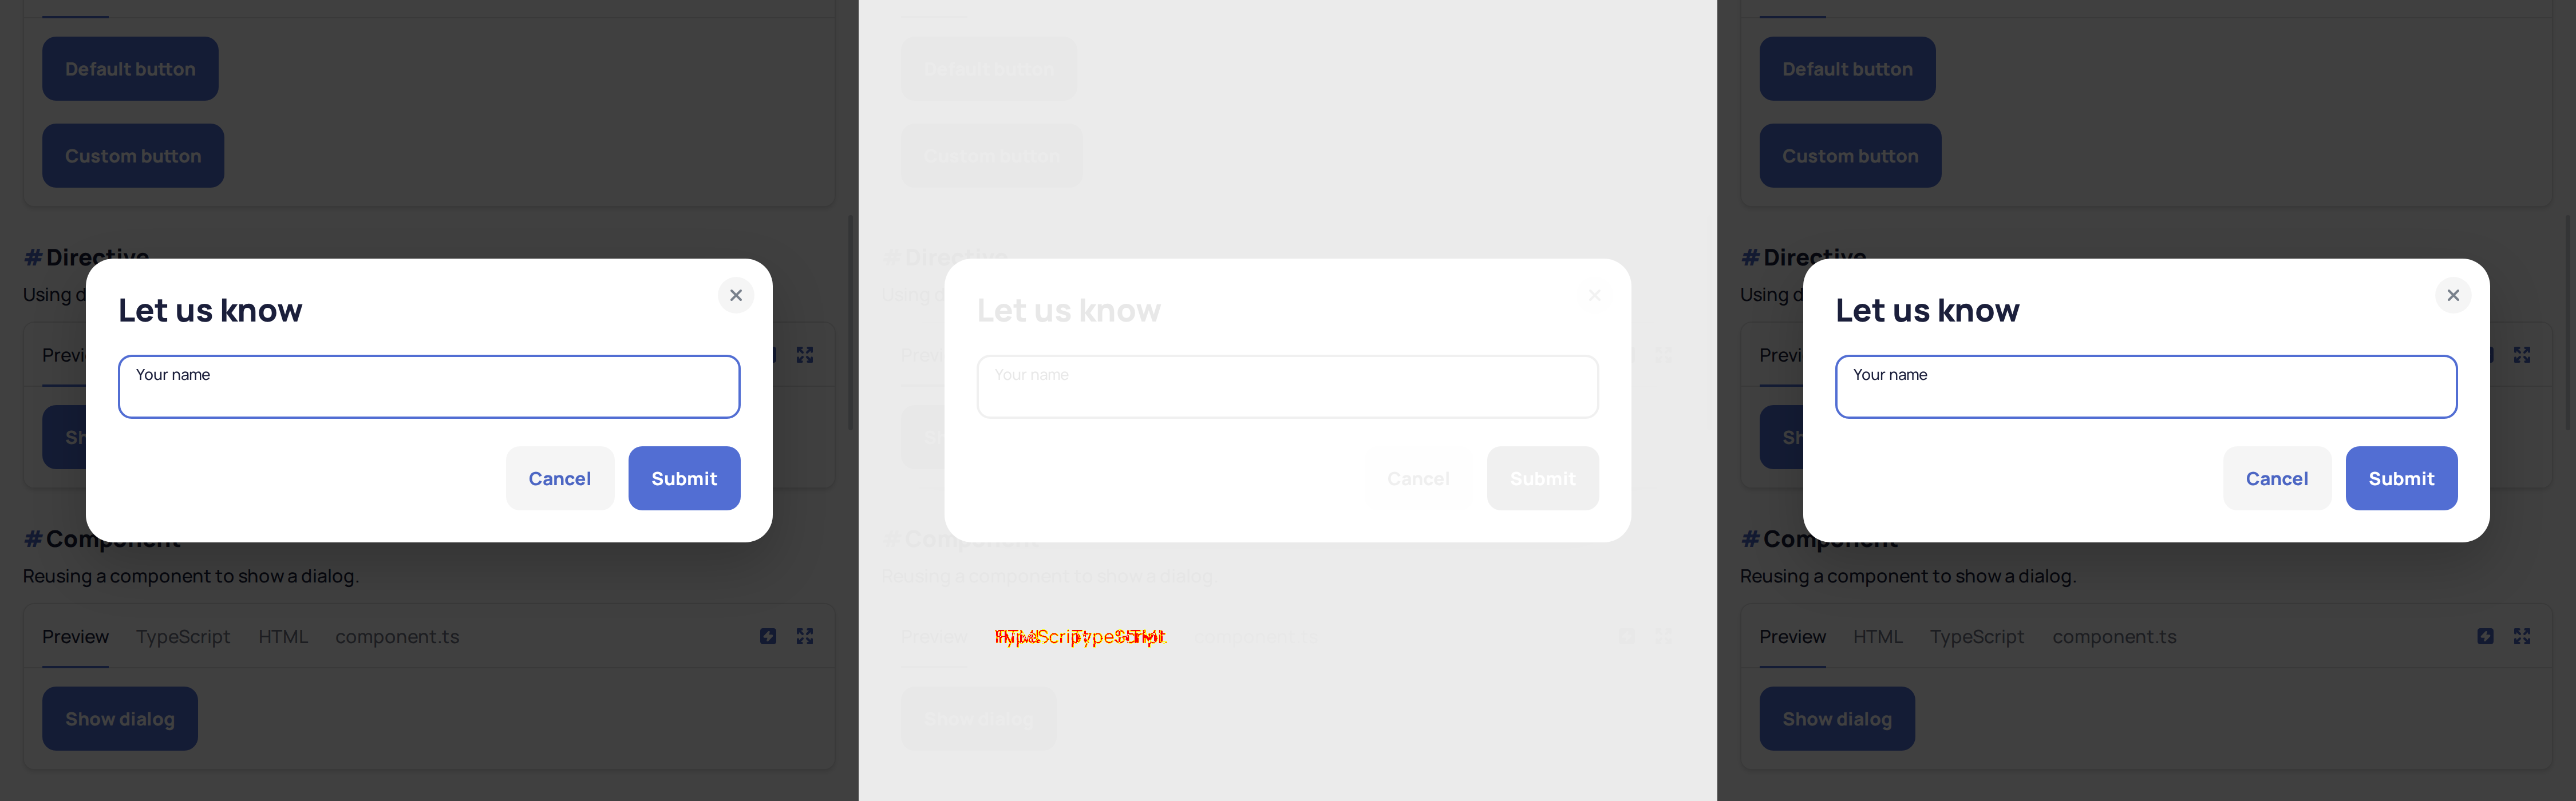 Default button
Custom button
#Directive
Using d
Previ
Sh
Let us know
Your name
Cancel
Submit
#Component
Reusing a component to show a dialog.
Preview TypeScript HTML component.ts
Show dialog
Default button
Custom button
#Directive
Using d
Previ
Let us know
Your name
Cancel
Submit
#Component
Reusing a component to show a dialog.
Preview component.ts
Show dialog
Default button
Custom button
#Directive
Using d
Previ
Sh
Let us know
Your name
Cancel
Submit
#Component
Reusing a component to show a dialog.
Preview HTML TypeScript component.ts
Show dialog